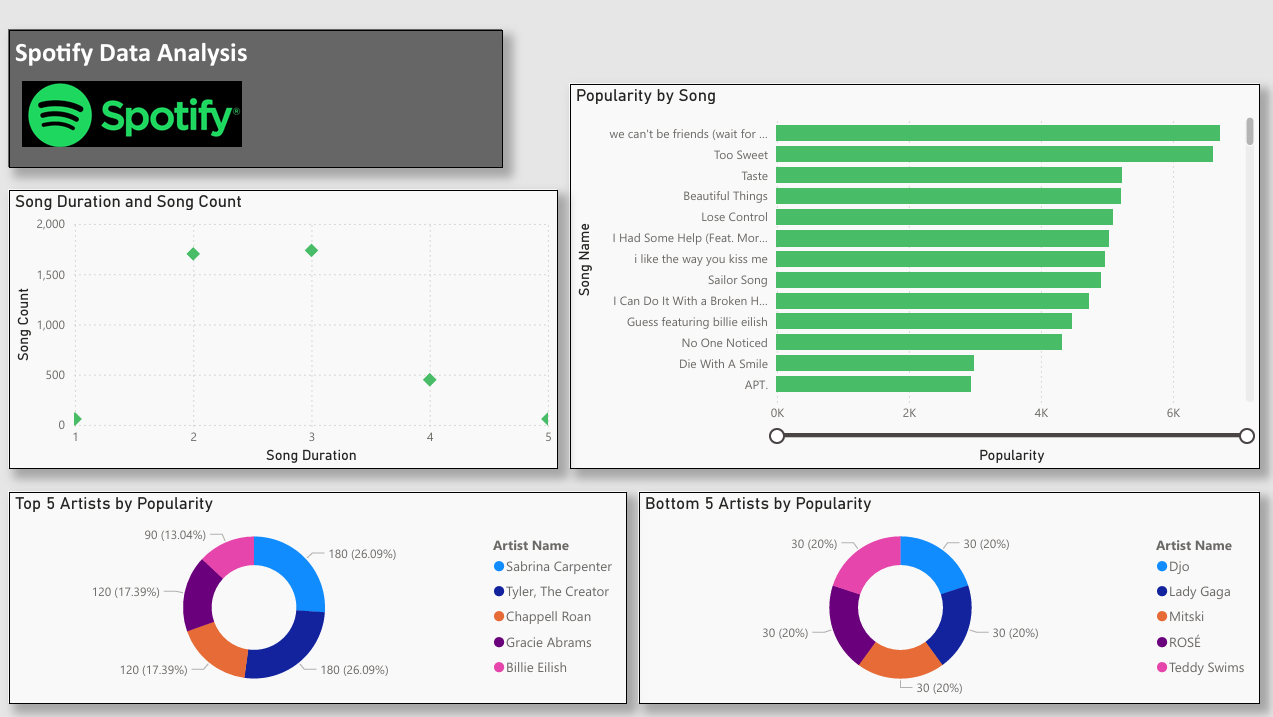 Spotify Data Analysis
Spotify®
Song Duration and Song Count
2,000
1,500
1,000
500
0
Song Count
1 2 3 4 5
Song Duration
Popularity by Song
Song Name
we can't be friends (wait for ...
Too Sweet
Taste
Beautiful Things
Lose Control
I Had Some Help (Feat. Mor...
i like the way you kiss me
Sailor Song
I Can Do It With a Broken H...
Guess featuring billie eilish
No One Noticed
Die With A Smile
APT.
0K 2K 4K 6K
Popularity
Top 5 Artists by Popularity
90 (13.04%)
180 (26.09%)
120 (17.39%)
120 (17.39%)
180 (26.09%)
Artist Name
Sabrina Carpenter
Tyler, The Creator
Chappell Roan
Gracie Abrams
Billie Eilish
Bottom 5 Artists by Popularity
30 (20%)
30 (20%)
30 (20%)
30 (20%)
30 (20%)
Artist Name
Djo
Lady Gaga
Mitski
ROSÉ
Teddy Swims